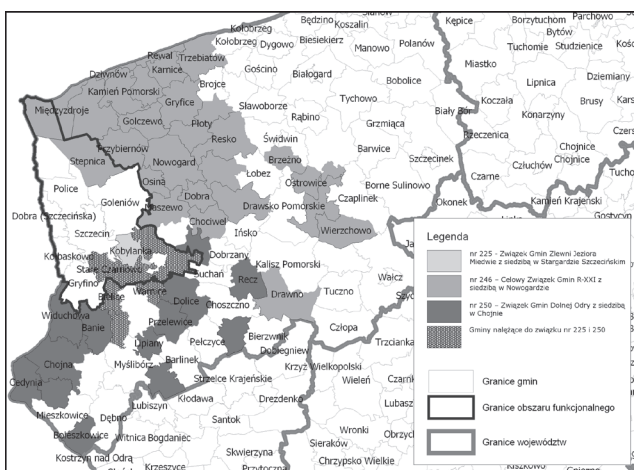 Kołobrzeg
Będzino
Koszalin
Kępice
Borzytuchom
Parchowo
Bytów
Kołobrzeg
Dygowo
Biesiekierz
Manowo
Polanów
Tuchomie
Studzienice
Rewal
Trzebiatów
Karnice
Miastko
Dziwnów
Gościno
Białogard
Lipnica
Dziemiany
Kamień Pomorski
Brojce
Bobolice
Gryfice
Tychowo
Koczała
Brusy
Międzyzdroje
Sławoborze
Biały Bór
Konarzyny
Golczewo
Płoty
Rąbino
Grzmiąca
Rzeczenica
Resko
Świdwin
Przybiernów
Barwice
Chojnice
Stepnica
Nowogard
Brzeżno
Szczecinek
Człuchów
Chojnice
Łobez
Police
Osina
Ostrowice
Borne Sulinowo
Czarne
Goleniów
Dobra
Czaplinek
Kamień Krajeński
Dobra (Szczecińska)
Maszewo
Drawsko Pomorskie
Okonek
Chociwel
Szczecin
Ińsko
Wierzchowo
Kobylanka
Kołbaskowo
Dobrzany
Stare Czarnowo
Suchań
Kalisz Pomorski
Gryfino
Recz
Wałcz
Bielice
Warnice
Dolice
Drawno
Tuczno
Widuchowa
Choszczno
Banie
Przelewice
Człopa
Pełczyce
Bierzwnik
Trzcianka
Lipiany
Dobiegniew
Chojna
Myślibórz
Barlinek
Krzyż Wielkopolski
Cedynia
Strzelce Krajeńskie
Wieleń
Kłodawa
Drezdenko
Mieszkowice
Lubiszyn
Dębno
Santok
Boleszkowice
Witnica
Bogdaniec
Wronki
Sieraków
Skwierzyna
Kostrzyn nad Odrą
Chrzypsko Wielkie
Krzeszyce
Przytoczna
Legenda
nr 225 - Związek Gmin Zlewni Jeziora
Miedwie z siedzibą w Stargardzie Szczecińskim
nr 246 - Celowy Związek Gmin R-XXI z
siedzibą w Nowogardzie
nr 250 - Związek Gmin Dolnej Odry z siedzibą
w Chojnie
Gminy należące do związku nr 225 i 250
Granice gmin
Granice obszaru funkcjonalnego
Granice województw